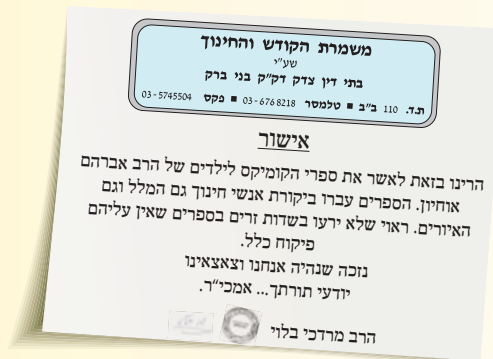 משמרת הקודש והחינוך
שע"י
בתי דין צדק דק"ק בני ברק
ת.ד. 110 ב"ב ■ טלמסר 03-6768218 ■ פקס 03-5745504
אישור
הרינו בזאת לאשר את ספרי הקומיקס לילדים של הרב אברהם
אוחיון. הספרים עברו ביקורת אנשי חינוך גם המלל וגם
האיורים. ראוי שלא ירעו בשדות זרים בספרים שאין עליהם
פיקוח כלל.
נזכה שנהיה אנחנו וצאצאינו
יודעי תורתך... אמכי"ר.
הרב מרדכי בלוי